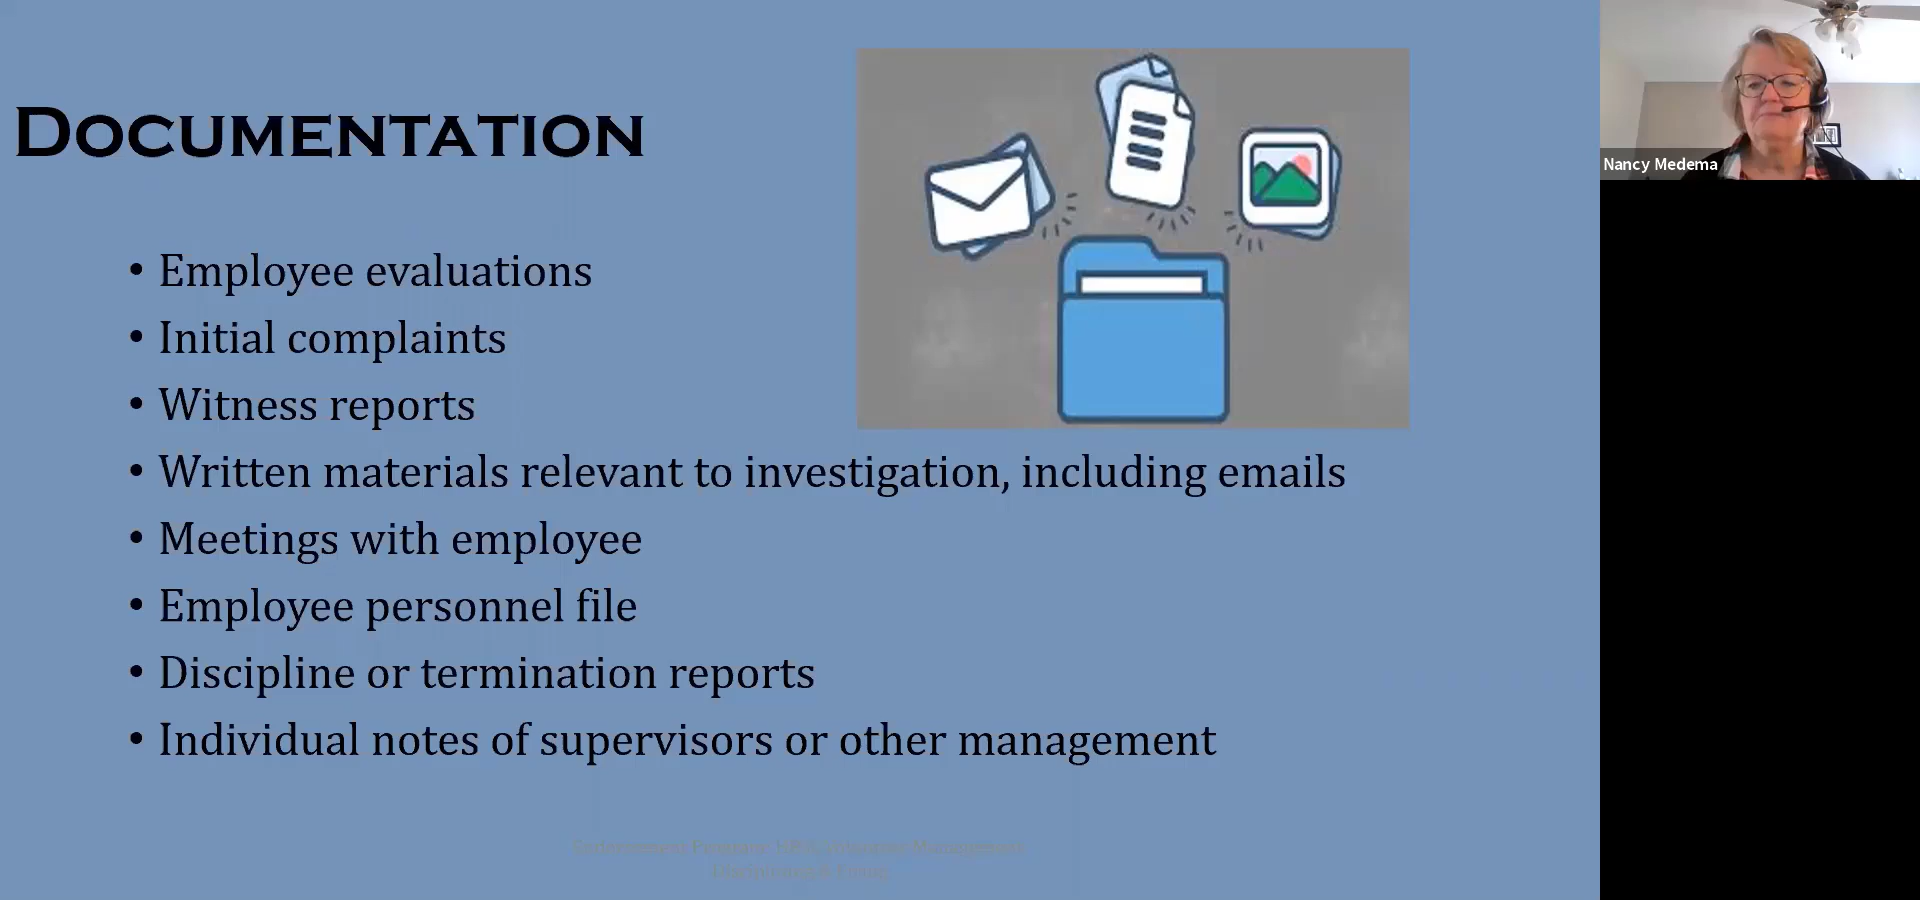 DOCUMENTATION
• Employee evaluations
• Initial complaints
• Witness reports
• Written materials relevant to investigation, including emails
• Meetings with employee
• Employee personnel file
• Discipline or termination reports
• Individual notes of supervisors or other management
Nancy Medema